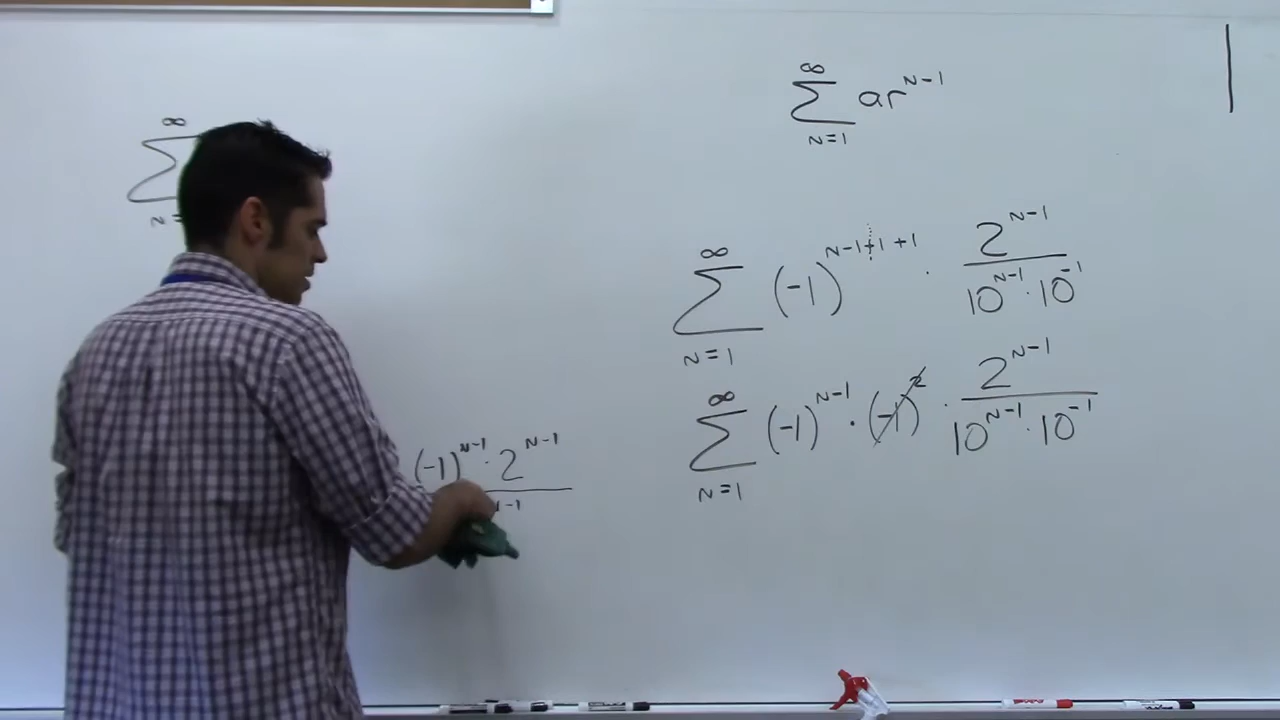 ∞ Σ n=1 ar^(n-1)
∞ Σ n=
∞ Σ n=1 (-1)^(n-1+1+1) · 2^(n-1) / 10^(n-1) · 10^(-1)
∞ Σ n=1 (-1)^(n-1) · (-1)^2 · 2^(n-1) / 10^(n-1) · 10^(-1)
(-1)^(n-1) · 2^(n-1)
n-1